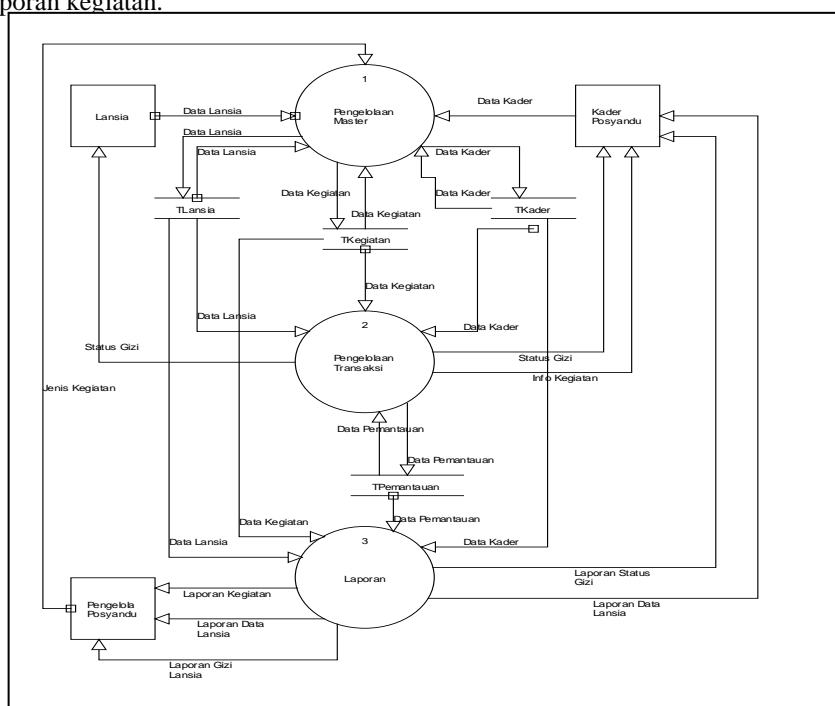 poran kegiatan.
1
Pengelolaan
Master
Lansia
Data Lansia
Data Kader
Kader
Posyandu
Data Lansia
Data Lansia
Data Kader
Data Kegiatan
Data Kader
Data Kegiatan
TLansia
TKader
TKegiatan
Data Kegiatan
Data Lansia
2
Data Kader
Pengelolaan
Transaksi
Status Gizi
Status Gizi
Info Kegiatan
Jenis Kegiatan
Data Pemantauan
Data Pemantauan
TPemantauan
Data Kegiatan
Data Pemantauan
Data Lansia
3
Data Kader
Laporan
Laporan Status
Gizi
Laporan Kegiatan
Pengelola
Posyandu
Laporan Data
Lansia
Laporan Data
Lansia
Laporan Gizi
Lansia